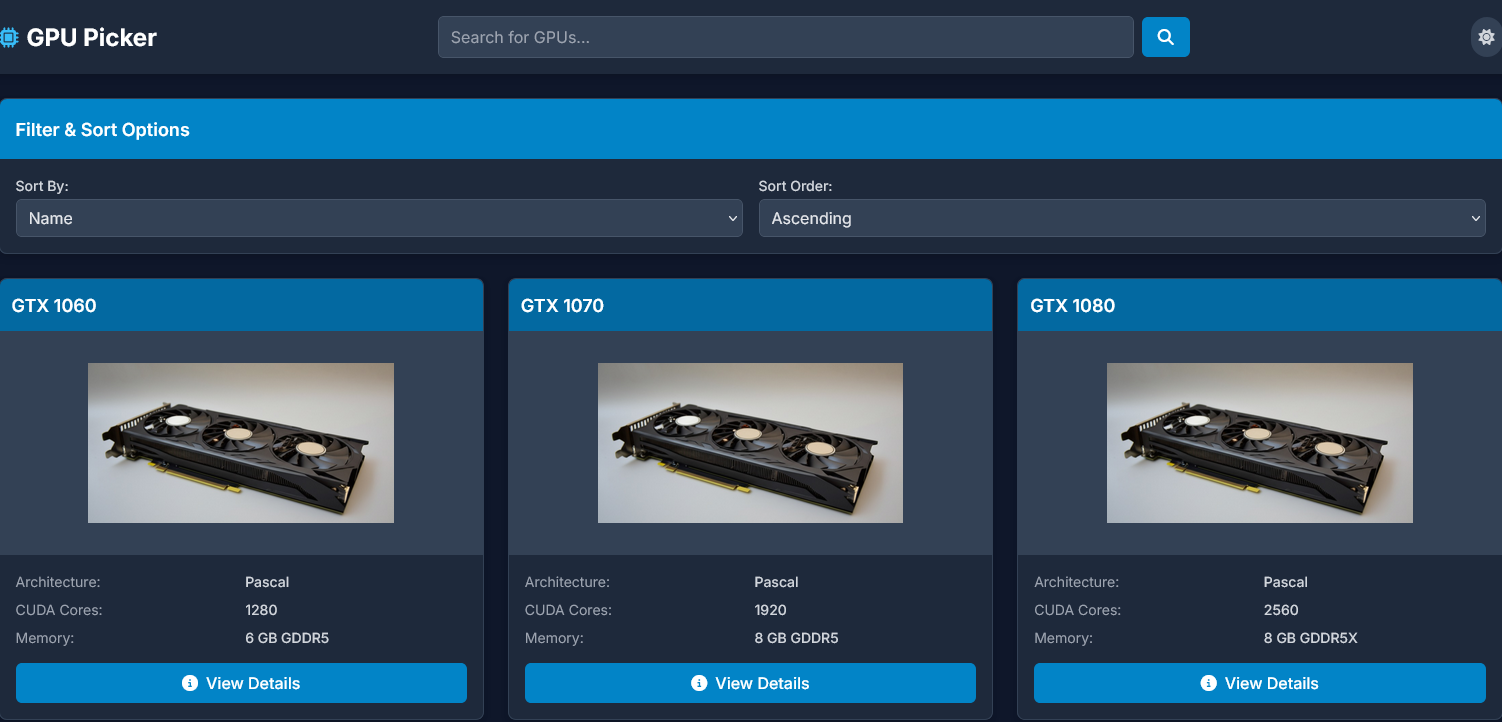 GPU Picker
Search for GPUs...
Filter & Sort Options
Sort By:
Sort Order:
Name
Ascending
GTX 1060
GTX 1070
GTX 1080
Architecture: Pascal
CUDA Cores: 1280
Memory: 6 GB GDDR5
View Details
Architecture: Pascal
CUDA Cores: 1920
Memory: 8 GB GDDR5
View Details
Architecture: Pascal
CUDA Cores: 2560
Memory: 8 GB GDDR5X
View Details